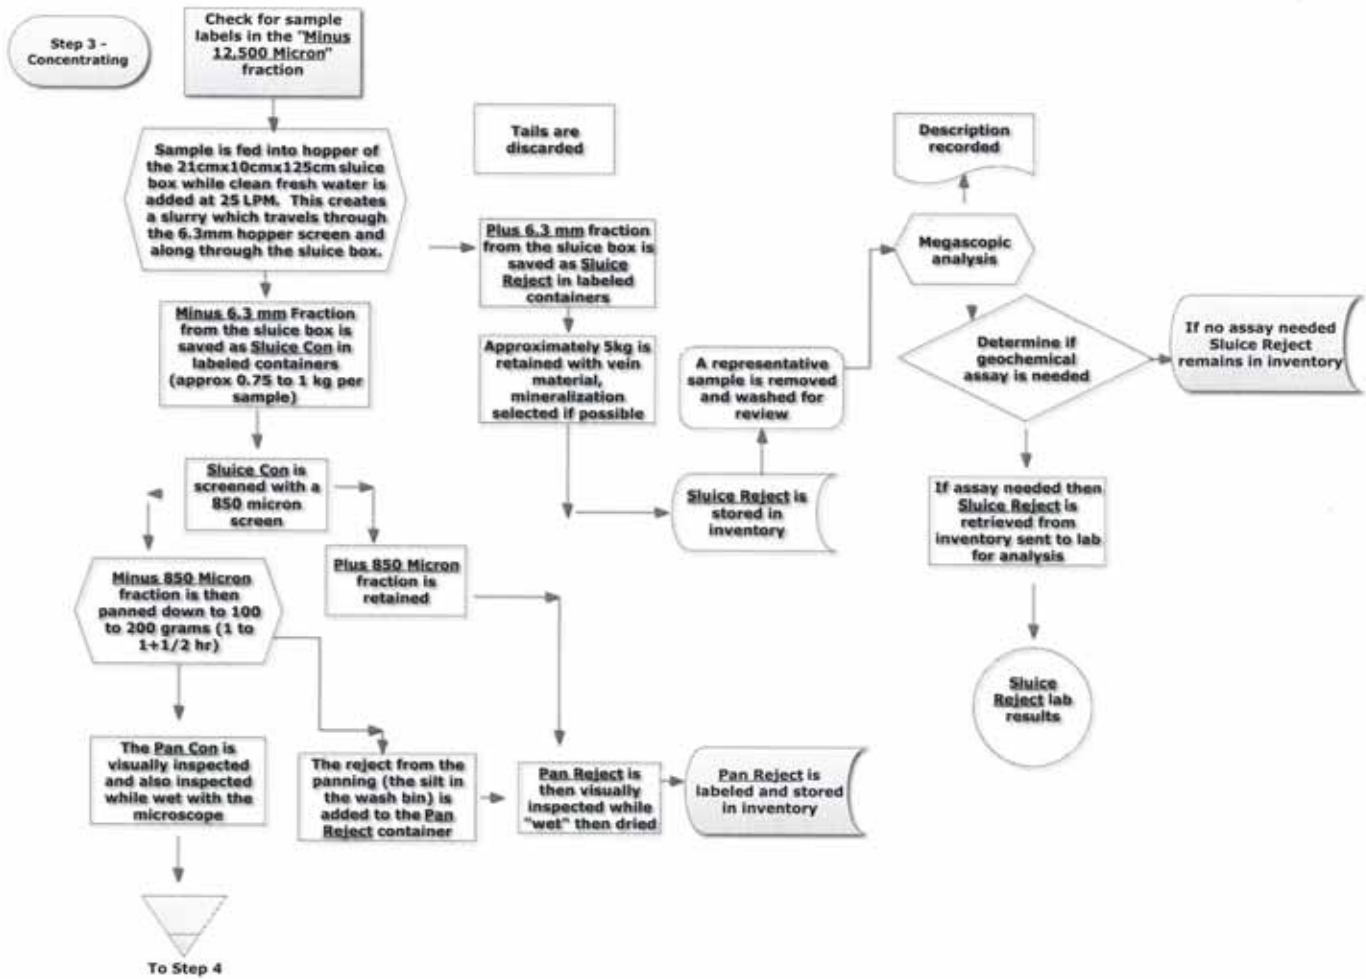 Step 3 -
Concentrating
Check for sample
labels in the "Minus
12,500 Micron"
fraction
Sample is fed into hopper of
the 21cmx10cmx125cm sluice
box while clean fresh water is
added at 25 LPM. This creates
a slurry which travels through
the 6.3mm hopper screen and
along through the sluice box.
Tails are
discarded
Description
recorded
Plus 6.3 mm fraction
from the sluice box is
saved as Sluice
Reject in labeled
containers
Megascopic
analysis
Minus 6.3 mm Fraction
from the sluice box is
saved as Sluice Con in
labeled containers
(approx 0.75 to 1 kg per
sample)
Approximately 5kg is
retained with vein
material,
mineralization
selected if possible
A representative
sample is removed
and washed for
review
Determine if
geochemical
assay is needed
If no assay needed
Sluice Reject
remains in inventory
Sluice Con is
screened with a
850 micron
screen
Sluice Reject is
stored in
inventory
If assay needed then
Sluice Reject is
retrieved from
inventory sent to lab
for analysis
Plus 850 Micron
fraction is
retained
Minus 850 Micron
fraction is then
panned down to 100
to 200 grams (1 to
1+1/2 hr)
Sluice
Reject lab
results
The Pan Con is
visually inspected
and also inspected
while wet with the
microscope
The reject from the
panning (the silt in
the wash bin) is
added to the Pan
Reject container
Pan Reject is
then visually
inspected while
"wet" then dried
Pan Reject is
labeled and stored
in inventory
To Step 4